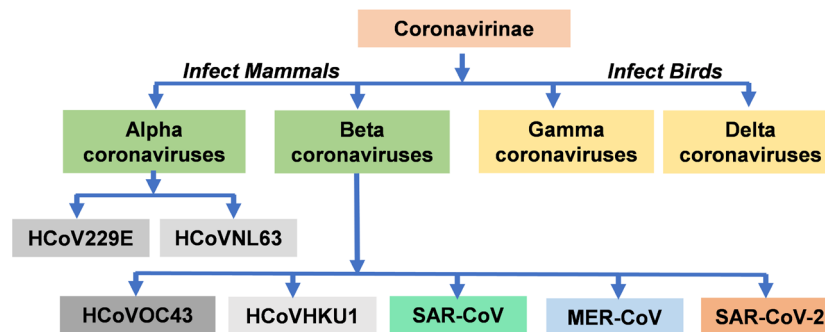 Coronavirinae
Infect Mammals
Infect Birds
Alpha
coronaviruses
Beta
coronaviruses
Gamma
coronaviruses
Delta
coronaviruses
HCoV229E
HCoVNL63
HCoVOC43
HCoVHKU1
SAR-CoV
MER-CoV
SAR-CoV-2